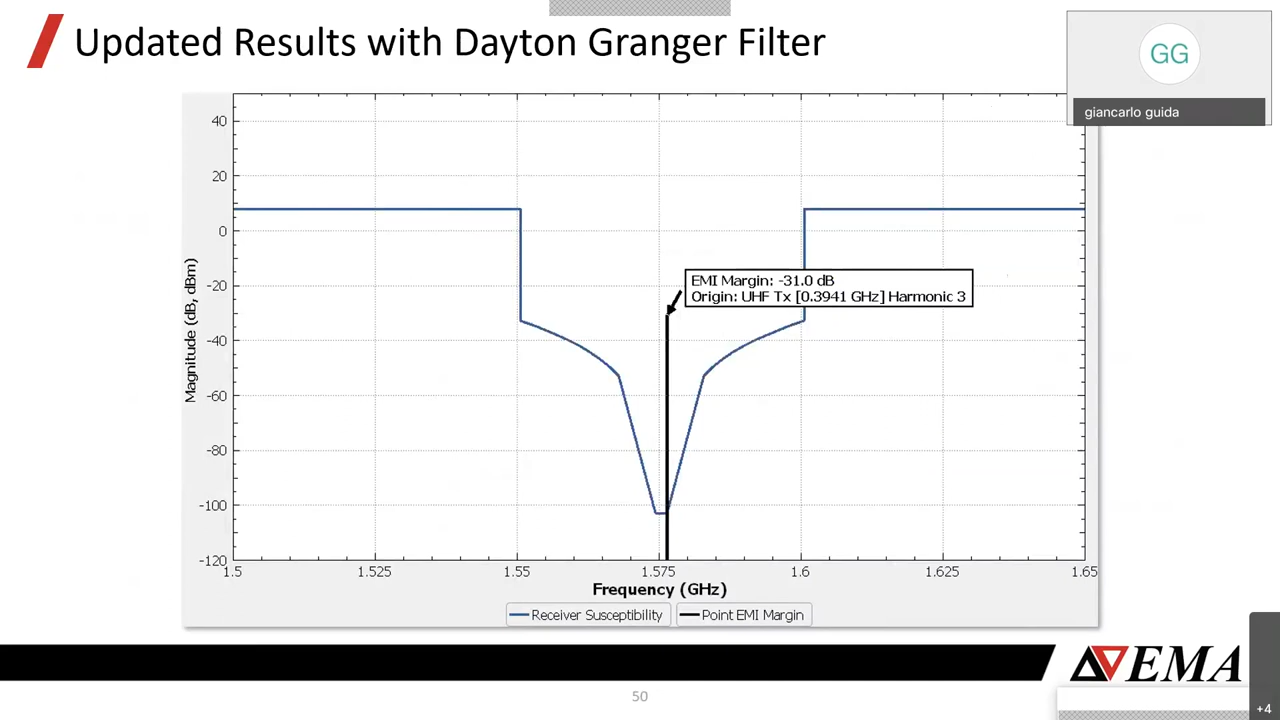 Updated Results with Dayton Granger Filter
GG
giancarlo guida
40
20
0
-20
-40
-60
-80
-100
-120
Magnitude (dB, dBm)
EMI Margin: -31.0 dB
Origin: UHF Tx [0.3941 GHz] Harmonic 3
1.5
1.525
1.55
1.575
1.6
1.625
1.65
Frequency (GHz)
Receiver Susceptibility
Point EMI Margin
EMA
50
+4